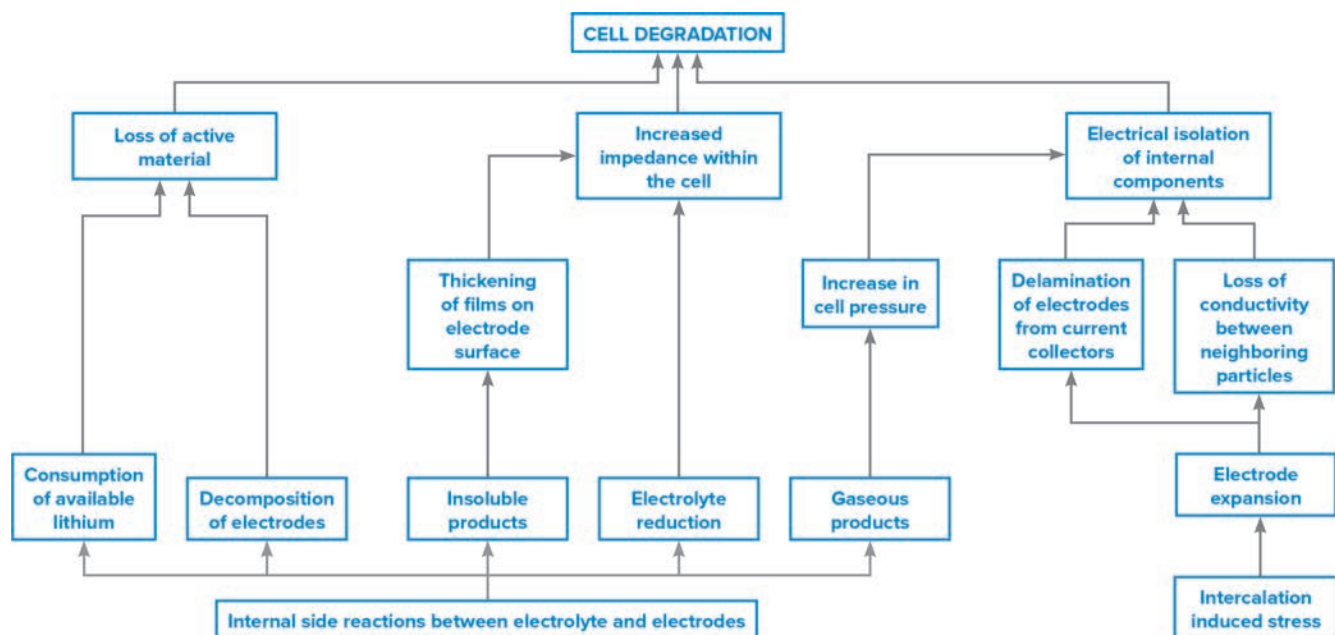 CELL DEGRADATION
Loss of active
material
Increased
impedance within
the cell
Electrical isolation
of internal
components
Thickening
of films on
electrode
surface
Increase in
cell pressure
Delamination
of electrodes
from current
collectors
Loss of
conductivity
between
neighboring
particles
Consumption
of available
lithium
Decomposition
of electrodes
Insoluble
products
Electrolyte
reduction
Gaseous
products
Electrode
expansion
Internal side reactions between electrolyte and electrodes
Intercalation
induced stress